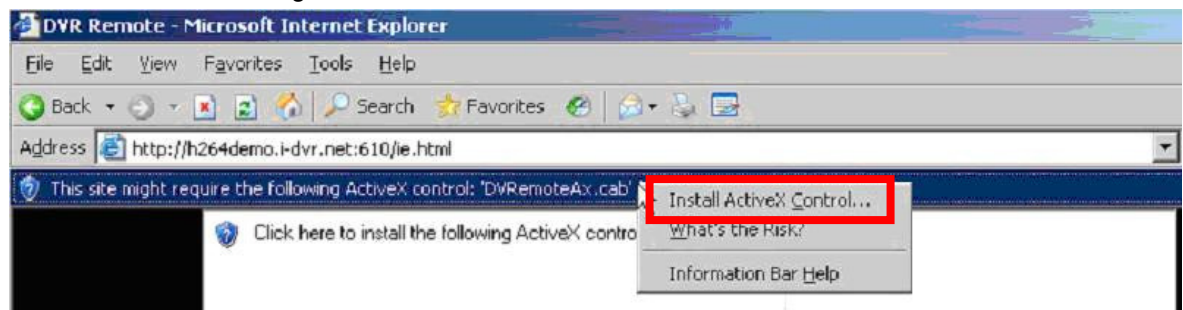 DVR Remote - Microsoft Internet Explorer
File Edit View Favorites Tools Help
Back Search Favorites
Address http://h264demo.i-dvr.net:610/ie.html
This site might require the following ActiveX control: 'DVRemoteAx.cab'
Install ActiveX Control...
Click here to install the following ActiveX contro
What's the Risk?
Information Bar Help